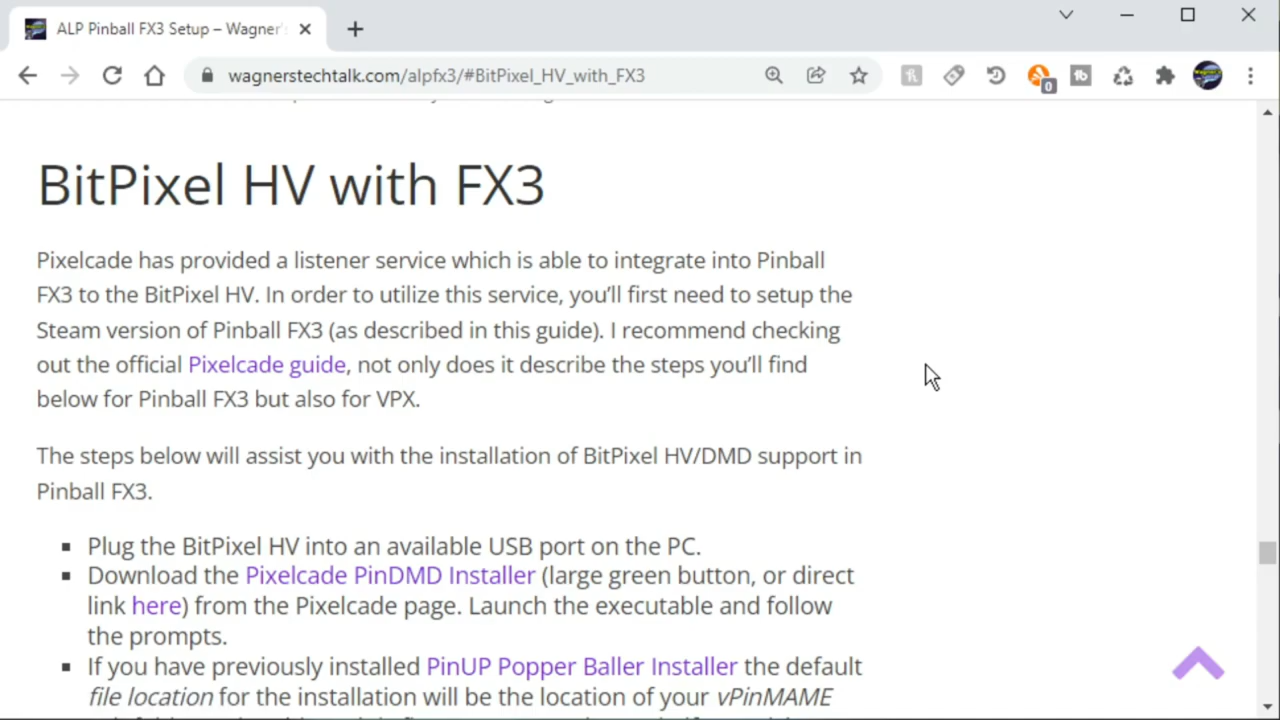 ALP Pinball FX3 Setup – Wagner's
wagnerstechtalk.com/alpfx3/#BitPixel_HV_with_FX3
0
BitPixel HV with FX3
Pixelcade has provided a listener service which is able to integrate into Pinball
FX3 to the BitPixel HV. In order to utilize this service, you'll first need to setup the
Steam version of Pinball FX3 (as described in this guide). I recommend checking
out the official Pixelcade guide, not only does it describe the steps you'll find
below for Pinball FX3 but also for VPX.
The steps below will assist you with the installation of BitPixel HV/DMD support in
Pinball FX3.
▪ Plug the BitPixel HV into an available USB port on the PC.
▪ Download the Pixelcade PinDMD Installer (large green button, or direct
link here) from the Pixelcade page. Launch the executable and follow
the prompts.
▪ If you have previously installed PinUP Popper Baller Installer the default
file location for the installation will be the location of your vPinMAME